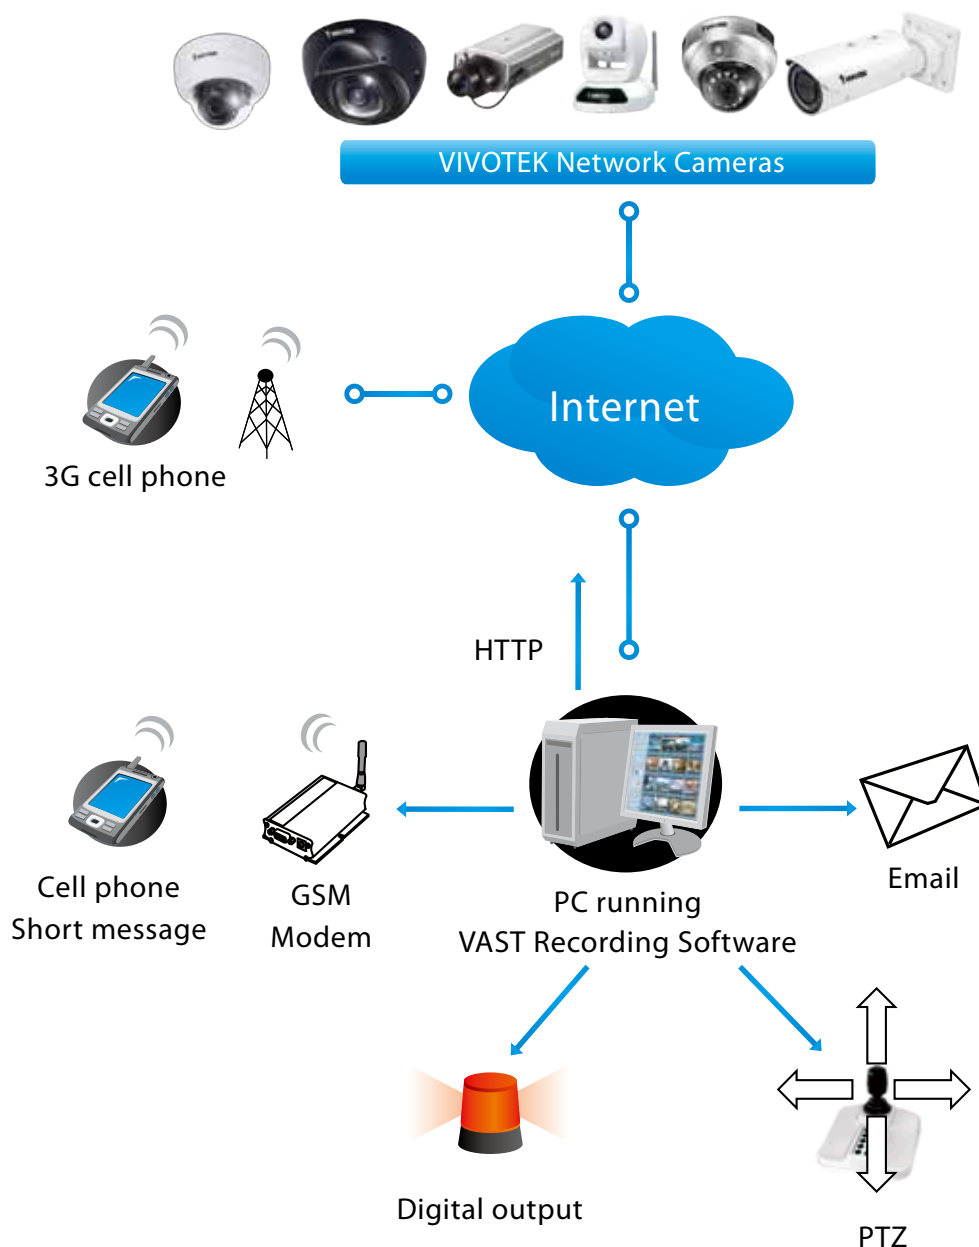 VIVOTEK Network Cameras
Internet
3G cell phone
HTTP
Cell phone
Short message
GSM
Modem
PC running
VAST Recording Software
Email
Digital output
PTZ